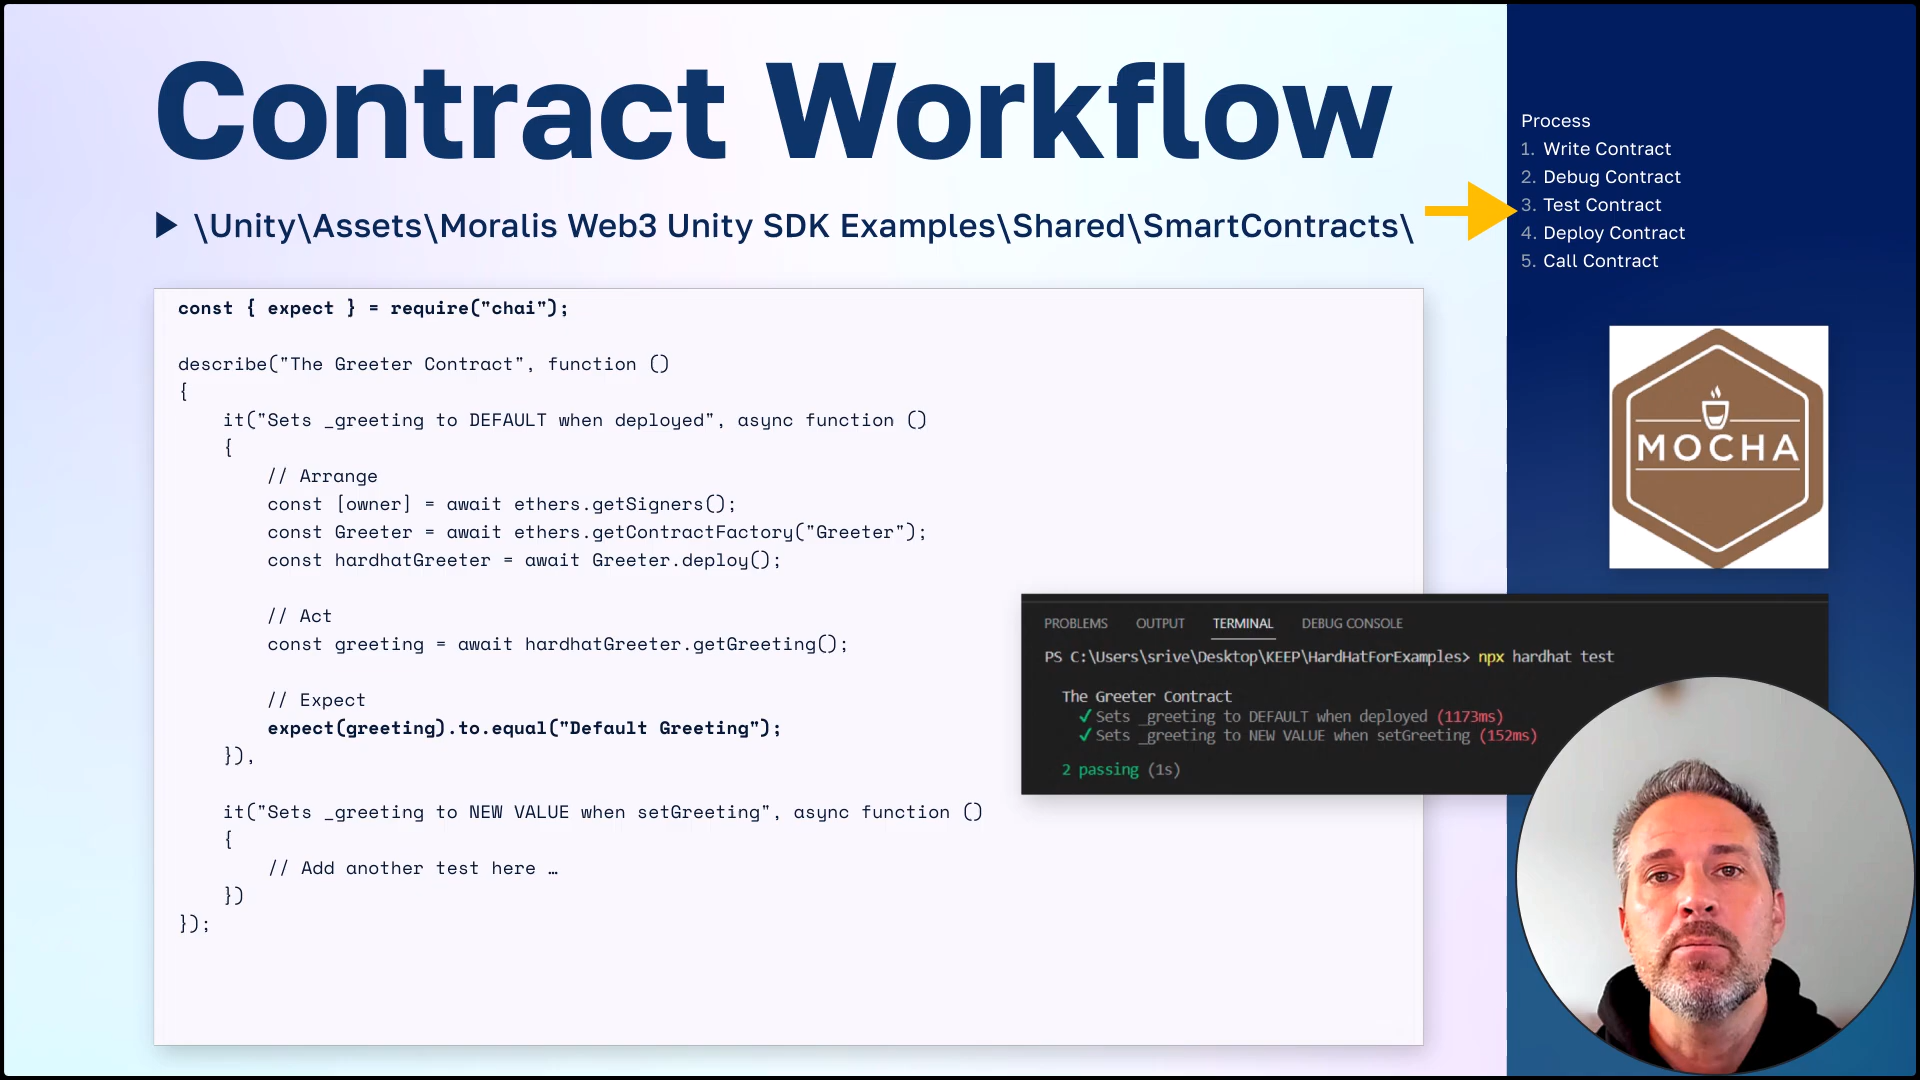 Contract Workflow
\Unity\Assets\Moralis Web3 Unity SDK Examples\Shared\SmartContracts\
const { expect } = require("chai");
describe("The Greeter Contract", function ()
{
it("Sets _greeting to DEFAULT when deployed", async function ()
{
// Arrange
const [owner] = await ethers.getSigners();
const Greeter = await ethers.getContractFactory("Greeter");
const hardhatGreeter = await Greeter.deploy();
// Act
const greeting = await hardhatGreeter.getGreeting();
// Expect
expect(greeting).to.equal("Default Greeting");
}),
it("Sets _greeting to NEW VALUE when setGreeting", async function ()
{
// Add another test here …
})
});
Process
1. Write Contract
2. Debug Contract
3. Test Contract
4. Deploy Contract
5. Call Contract
MOCHA
PROBLEMS OUTPUT TERMINAL DEBUG CONSOLE
PS C:\Users\srive\Desktop\KEEP\HardHatForExamples> npx hardhat test
The Greeter Contract
✓ Sets _greeting to DEFAULT when deployed (1173ms)
✓ Sets _greeting to NEW VALUE when setGreeting (152ms)
2 passing (1s)